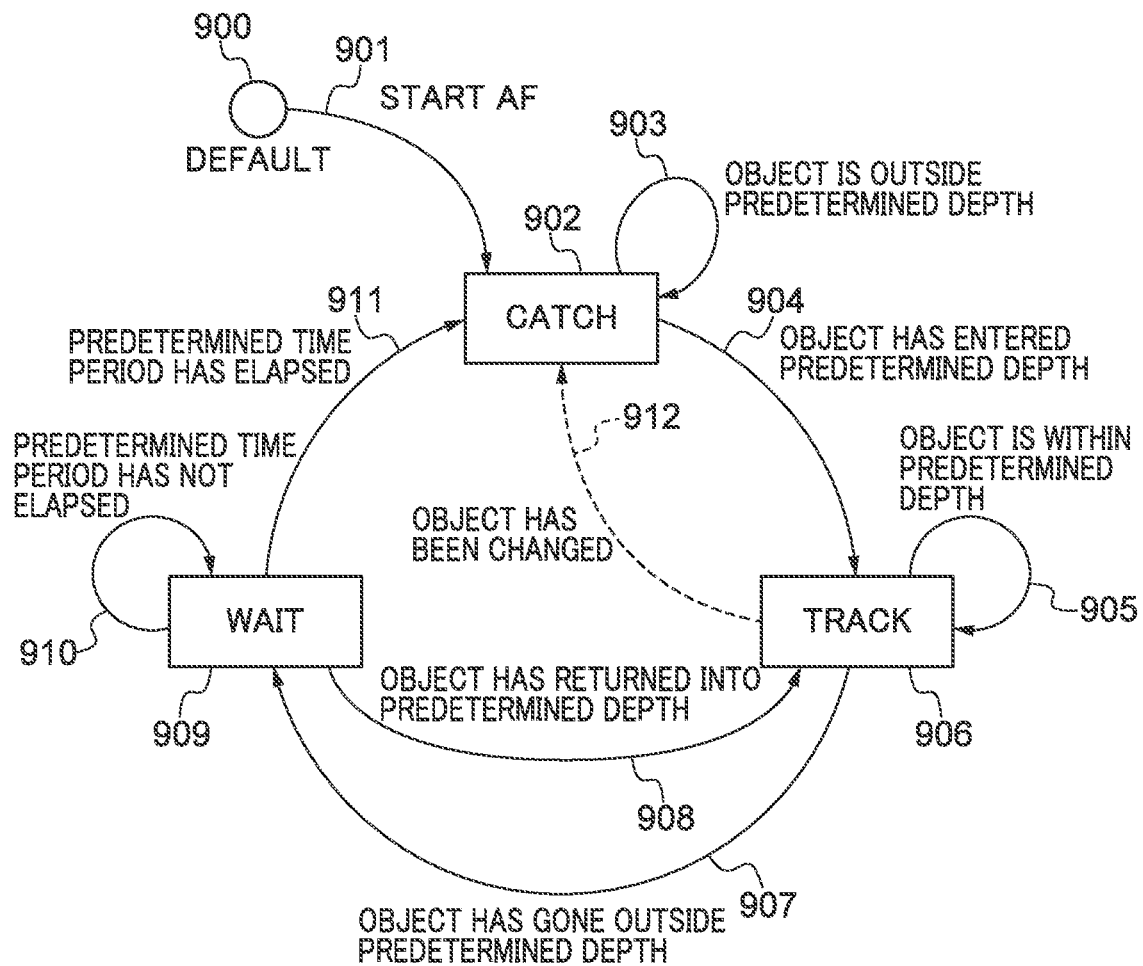 900
901
START AF
DEFAULT
903
OBJECT IS OUTSIDE
PREDETERMINED DEPTH
902
CATCH
911
904
PREDETERMINED TIME
PERIOD HAS ELAPSED
OBJECT HAS ENTERED
PREDETERMINED DEPTH
912
PREDETERMINED TIME
PERIOD HAS NOT
ELAPSED
OBJECT IS WITHIN
PREDETERMINED
DEPTH
OBJECT HAS
BEEN CHANGED
WAIT
TRACK
905
910
OBJECT HAS RETURNED INTO
PREDETERMINED DEPTH
909
906
908
907
OBJECT HAS GONE OUTSIDE
PREDETERMINED DEPTH